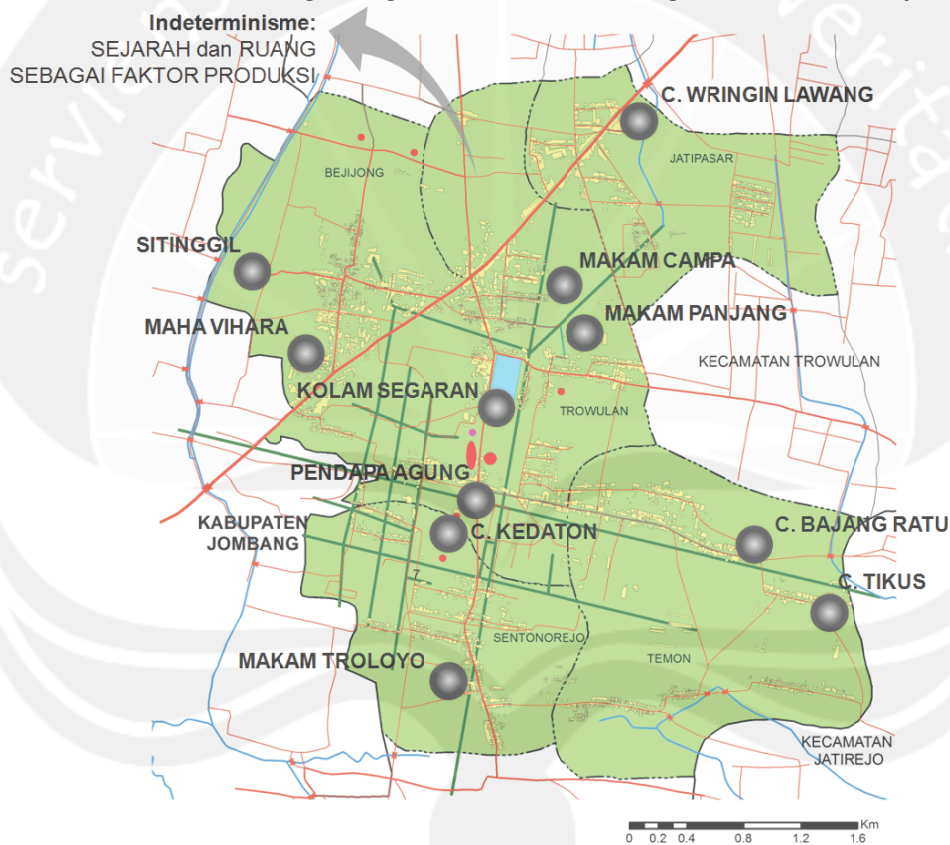 Indeterminisme:
SEJARAH dan RUANG
SEBAGAI FAKTOR PRODUKSI
C. WRINGIN LAWANG
JATIPASAR
BEJIJONG
SITINGGIL
MAKAM CAMPA
MAHA VIHARA
MAKAM PANJANG
KECAMATAN TROWULAN
KOLAM SEGARAN
TROWULAN
PENDAPA AGUNG
KABUPATEN
JOMBANG
C. KEDATON
C. BAJANG RATU
7
C. TIKUS
SENTONOREJO
TEMON
MAKAM TROLOYO
KECAMATAN
JATIREJO
Km
0 0.2 0.4 0.8 1.2 1.6